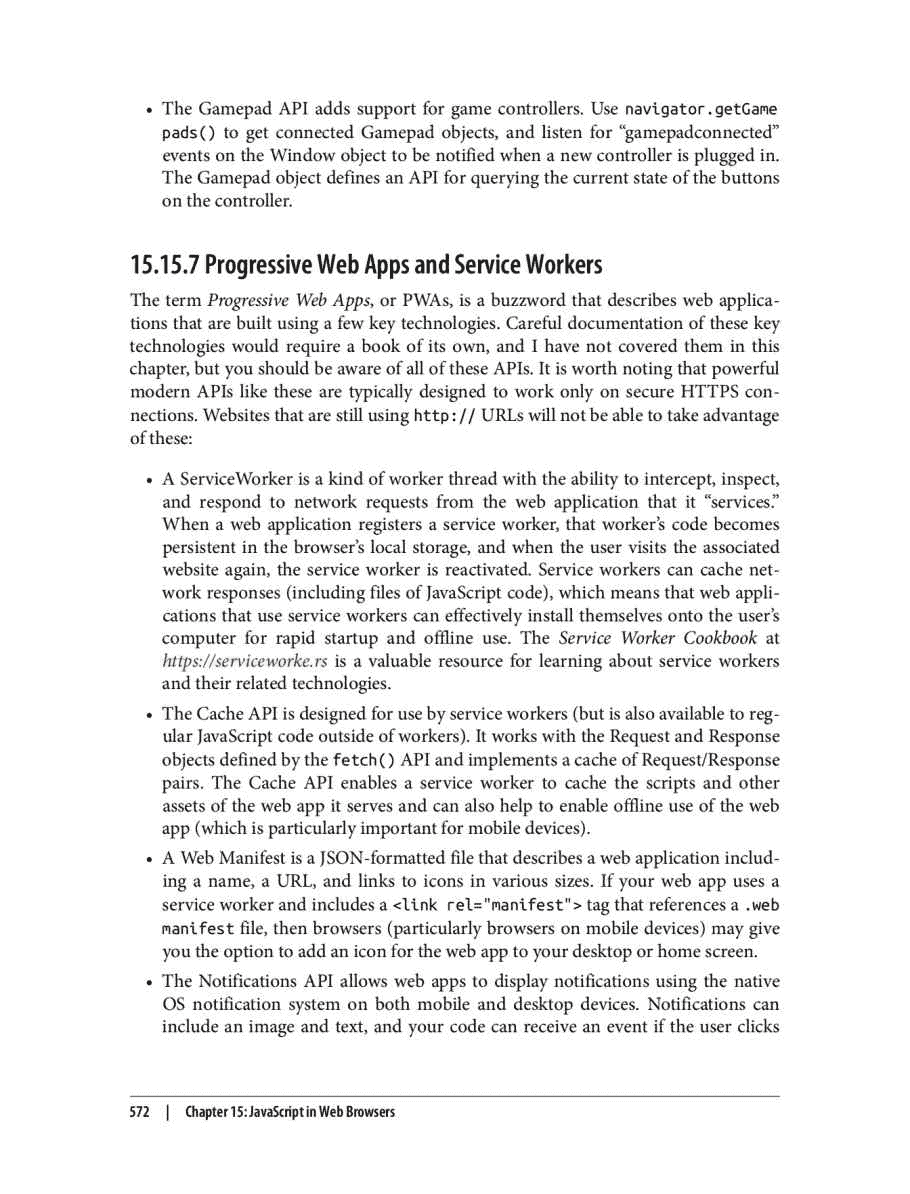 • The Gamepad API adds support for game controllers. Use navigator.getGame
pads() to get connected Gamepad objects, and listen for “gamepadconnected”
events on the Window object to be notified when a new controller is plugged in.
The Gamepad object defines an API for querying the current state of the buttons
on the controller.
15.15.7 Progressive Web Apps and Service Workers
The term Progressive Web Apps, or PWAs, is a buzzword that describes web applica-
tions that are built using a few key technologies. Careful documentation of these key
technologies would require a book of its own, and I have not covered them in this
chapter, but you should be aware of all of these APIs. It is worth noting that powerful
modern APIs like these are typically designed to work only on secure HTTPS con-
nections. Websites that are still using http:// URLs will not be able to take advantage
of these:
• A ServiceWorker is a kind of worker thread with the ability to intercept, inspect,
and respond to network requests from the web application that it “services.”
When a web application registers a service worker, that worker’s code becomes
persistent in the browser’s local storage, and when the user visits the associated
website again, the service worker is reactivated. Service workers can cache net-
work responses (including files of JavaScript code), which means that web appli-
cations that use service workers can effectively install themselves onto the user’s
computer for rapid startup and offline use. The Service Worker Cookbook at
https://serviceworke.rs is a valuable resource for learning about service workers
and their related technologies.
• The Cache API is designed for use by service workers (but is also available to reg-
ular JavaScript code outside of workers). It works with the Request and Response
objects defined by the fetch() API and implements a cache of Request/Response
pairs. The Cache API enables a service worker to cache the scripts and other
assets of the web app it serves and can also help to enable offline use of the web
app (which is particularly important for mobile devices).
• A Web Manifest is a JSON-formatted file that describes a web application includ-
ing a name, a URL, and links to icons in various sizes. If your web app uses a
service worker and includes a <link rel="manifest"> tag that references a .web
manifest file, then browsers (particularly browsers on mobile devices) may give
you the option to add an icon for the web app to your desktop or home screen.
• The Notifications API allows web apps to display notifications using the native
OS notification system on both mobile and desktop devices. Notifications can
include an image and text, and your code can receive an event if the user clicks
572 | Chapter 15: JavaScript in Web Browsers